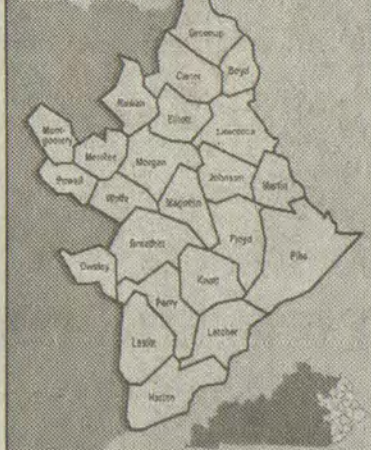 Greenup
Carter
Boyd
Rowan
Elliott
Lawrence
Mont-
gomery
Menifee
Morgan
Johnson
Martin
Powell
Wolfe
Magoffin
Breathitt
Floyd
Pike
Owsley
Knott
Perry
Leslie
Letcher
Harlan